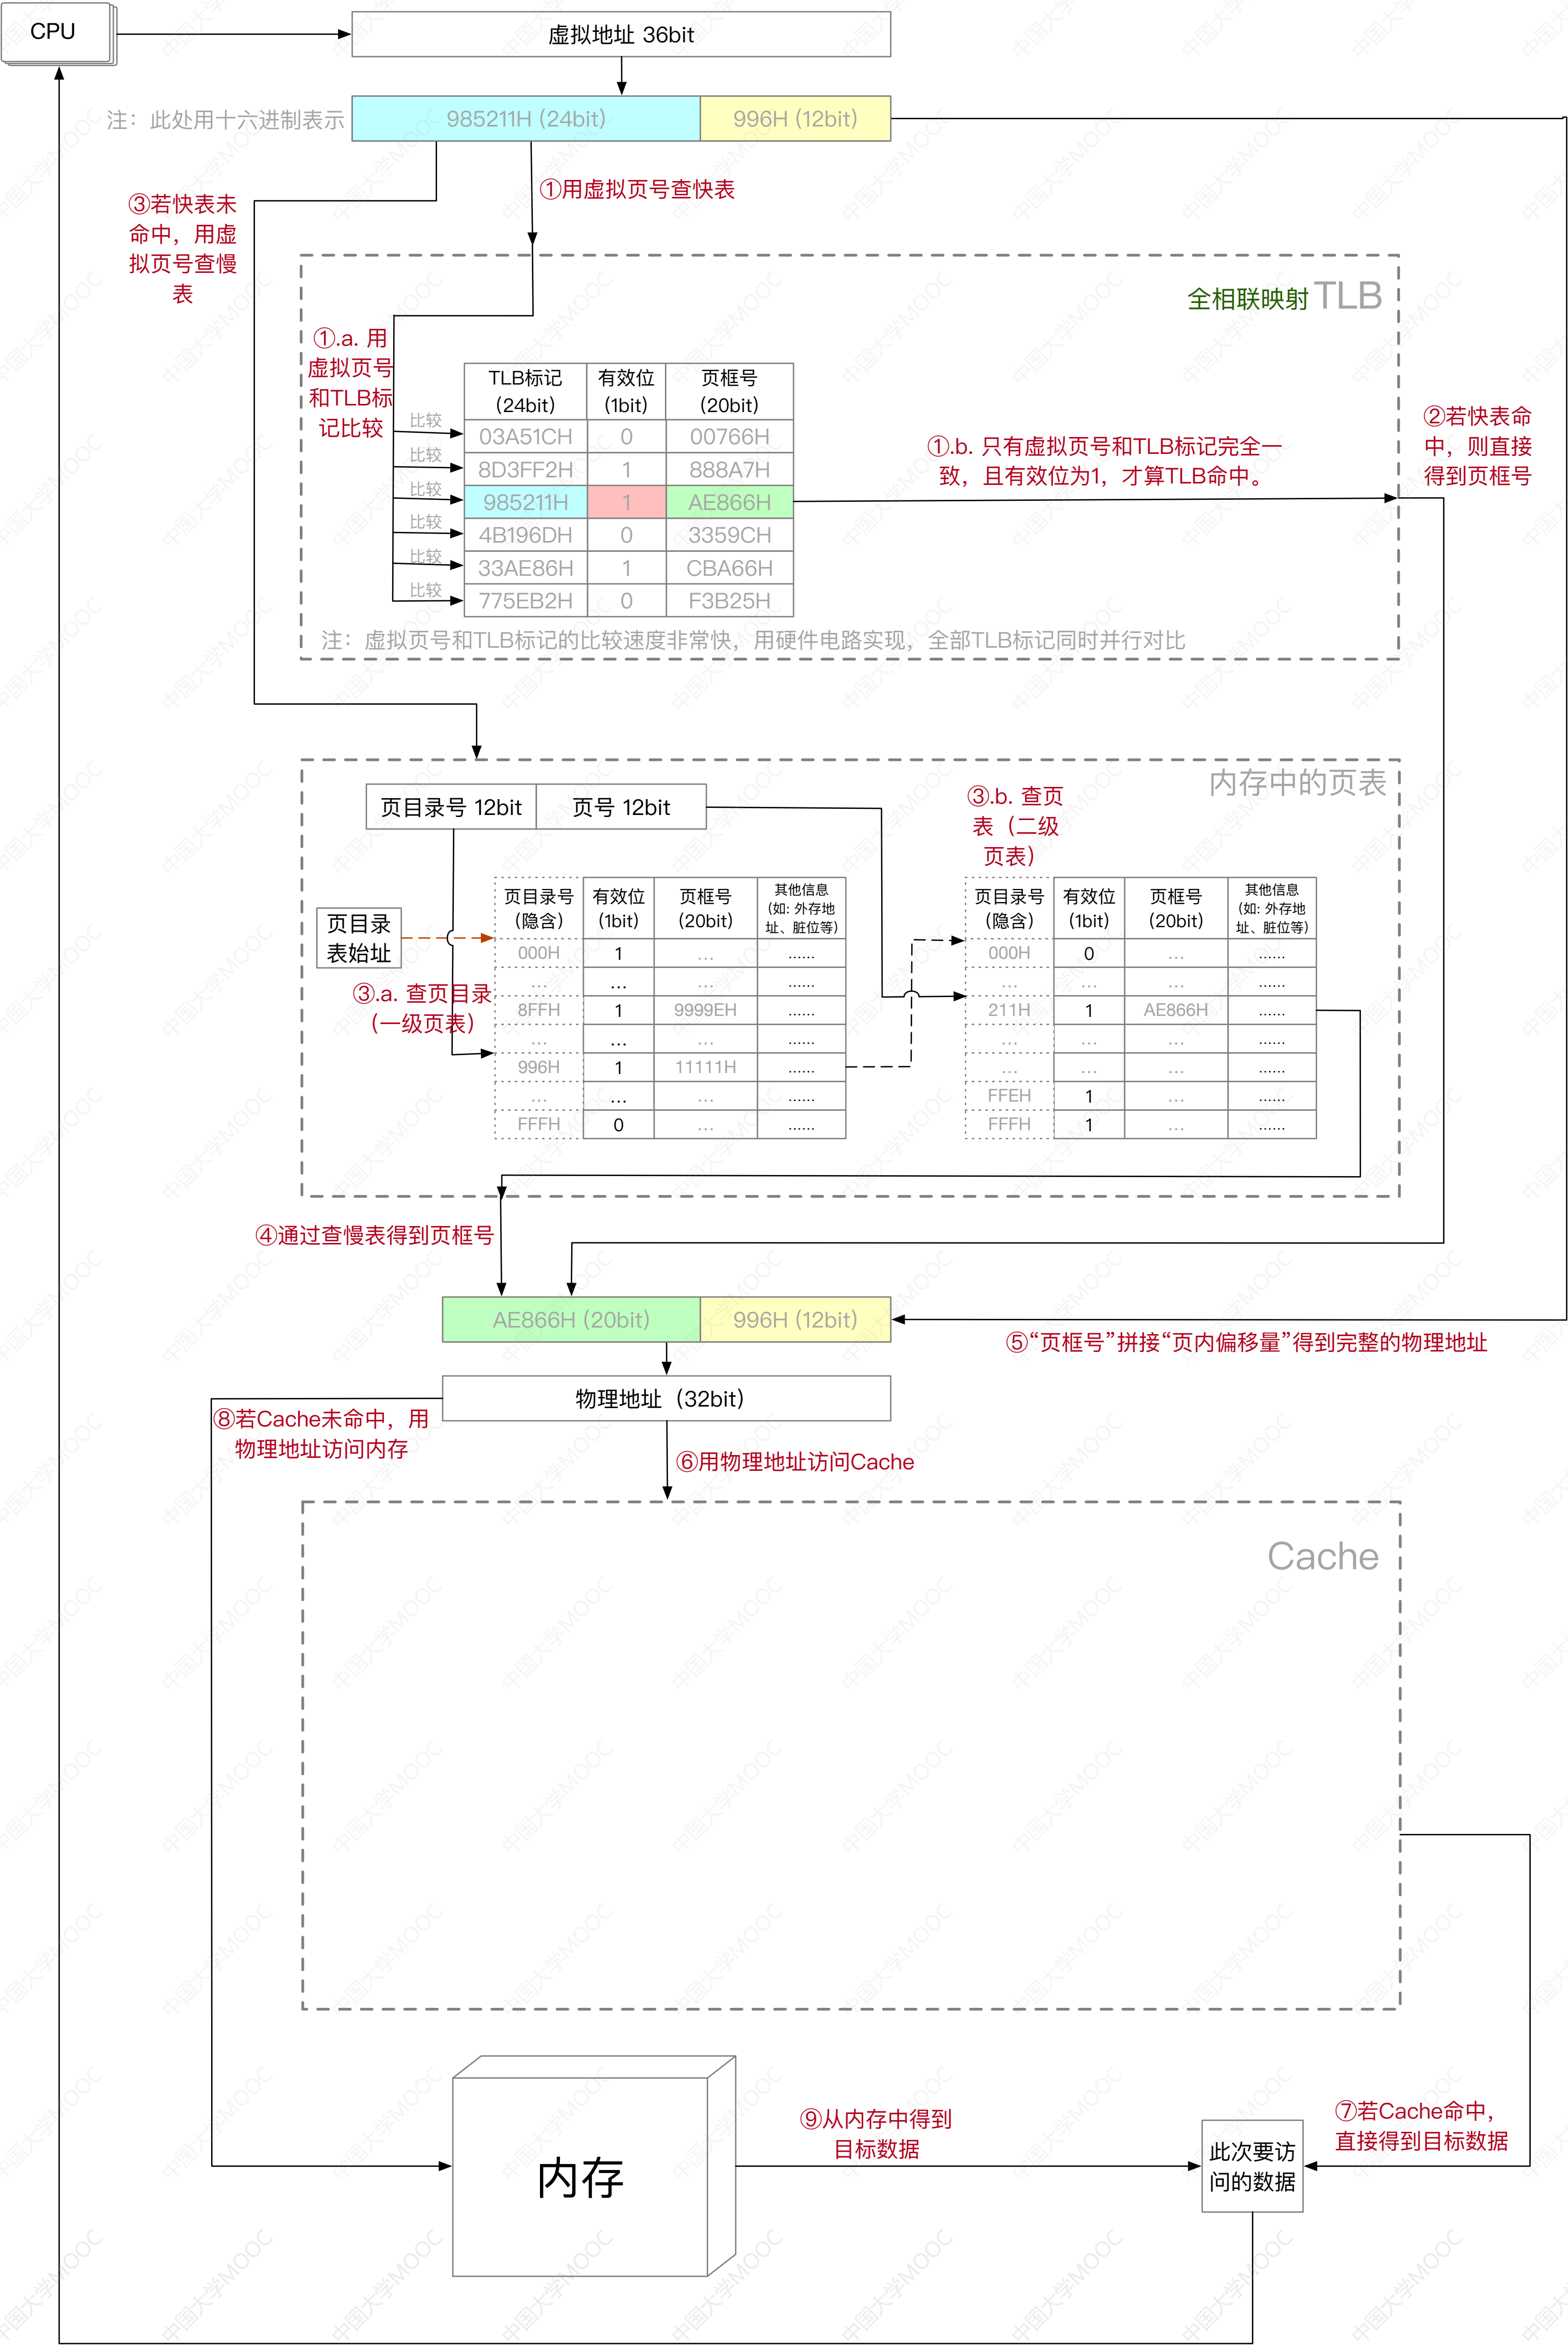 CPU
虚拟地址 36bit
注：此处用十六进制表示
985211H (24bit)
996H (12bit)
①用虚拟页号查快表
③若快表未
命中，用虚
拟页号查慢
表
全相联映射 TLB
①.a. 用
虚拟页号
和TLB标
记比较
TLB标记
(24bit)
有效位
(1bit)
页框号
(20bit)
比较
03A51CH 0 00766H
比较
8D3FF2H 1 888A7H
比较
985211H 1 AE866H
比较
4B196DH 0 3359CH
比较
33AE86H 1 CBA66H
比较
775EB2H 0 F3B25H
①.b. 只有虚拟页号和TLB标记完全一
致，且有效位为1，才算TLB命中。
②若快表命
中，则直接
得到页框号
注：虚拟页号和TLB标记的比较速度非常快，用硬件电路实现，全部TLB标记同时并行对比
内存中的页表
页目录号 12bit
页号 12bit
③.b. 查页
表（二级
页表）
页目录
表始址
③.a. 查页目录
（一级页表）
页目录号
(隐含)
有效位
(1bit)
页框号
(20bit)
其他信息
(如: 外存地
址、脏位等)
000H 1 ... ......
... ... ... ......
8FFH 1 9999EH ......
... ... ... ......
996H 1 11111H ......
... ... ... ......
FFFH 0 ... ......
页目录号
(隐含)
有效位
(1bit)
页框号
(20bit)
其他信息
(如: 外存地
址、脏位等)
000H 0 ... ......
... ... ... ......
211H 1 AE866H ......
... ... ... ......
... ... ... ......
FFEH 1 ... ......
FFFH 1 ... ......
④通过查慢表得到页框号
AE866H (20bit)
996H (12bit)
⑤“页框号”拼接“页内偏移量”得到完整的物理地址
物理地址（32bit）
⑧若Cache未命中，用
物理地址访问内存
⑥用物理地址访问Cache
Cache
内存
⑨从内存中得到
目标数据
此次要访
问的数据
⑦若Cache命中，
直接得到目标数据
中国大学MOOC